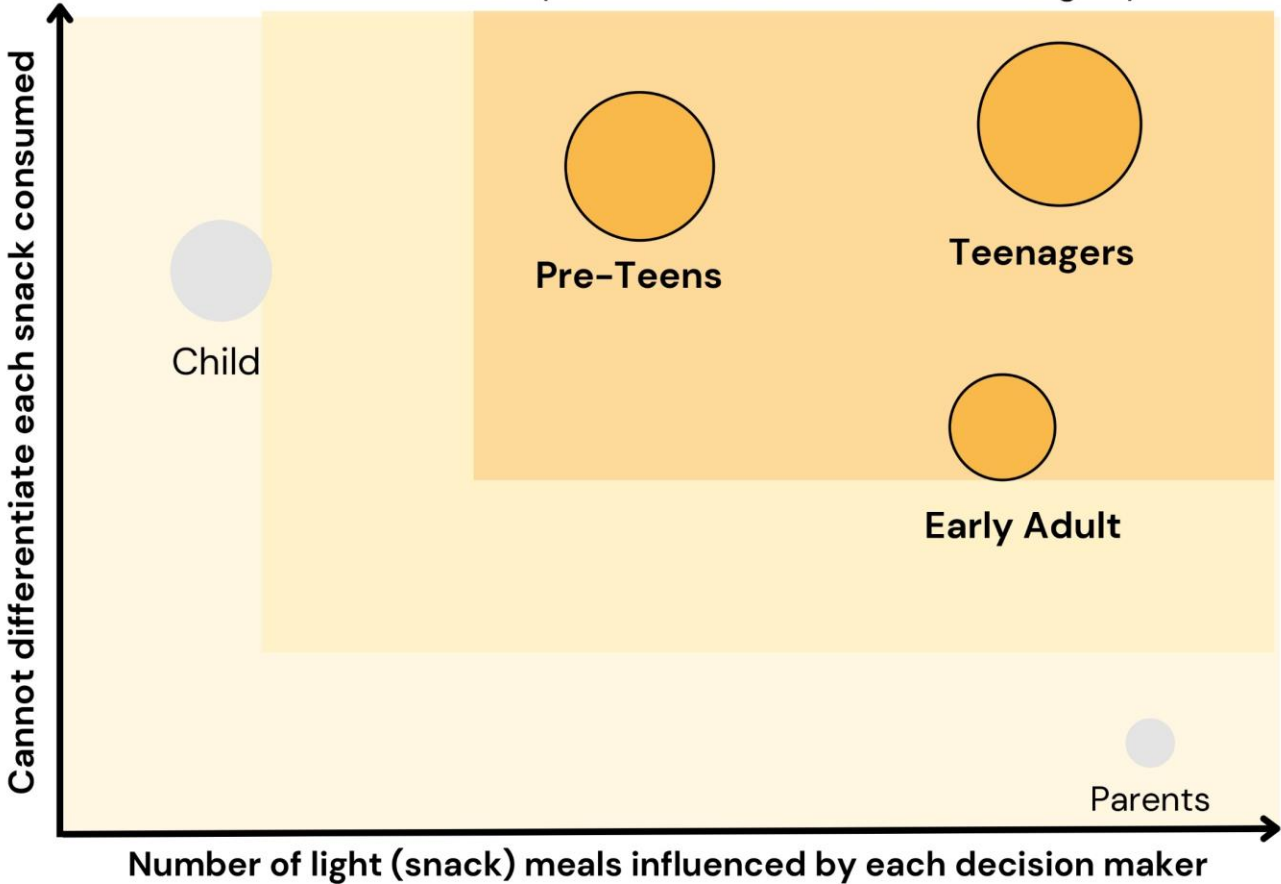 Cannot differentiate each snack consumed
Pre-Teens
Teenagers
Child
Early Adult
Parents
Number of light (snack) meals influenced by each decision maker